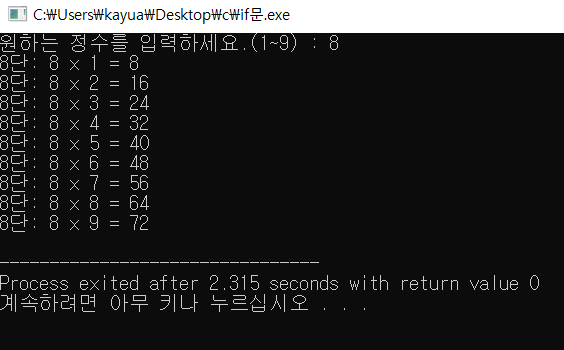 C:₩Users₩kayua₩Desktop₩c₩if문.exe
원하는 정수를 입력하세요.(1~9) : 8
8단: 8 x 1 = 8
8단: 8 x 2 = 16
8단: 8 x 3 = 24
8단: 8 x 4 = 32
8단: 8 x 5 = 40
8단: 8 x 6 = 48
8단: 8 x 7 = 56
8단: 8 x 8 = 64
8단: 8 x 9 = 72
--------------------------------
Process exited after 2.315 seconds with return value 0
계속하려면 아무 키나 누르십시오 . . .